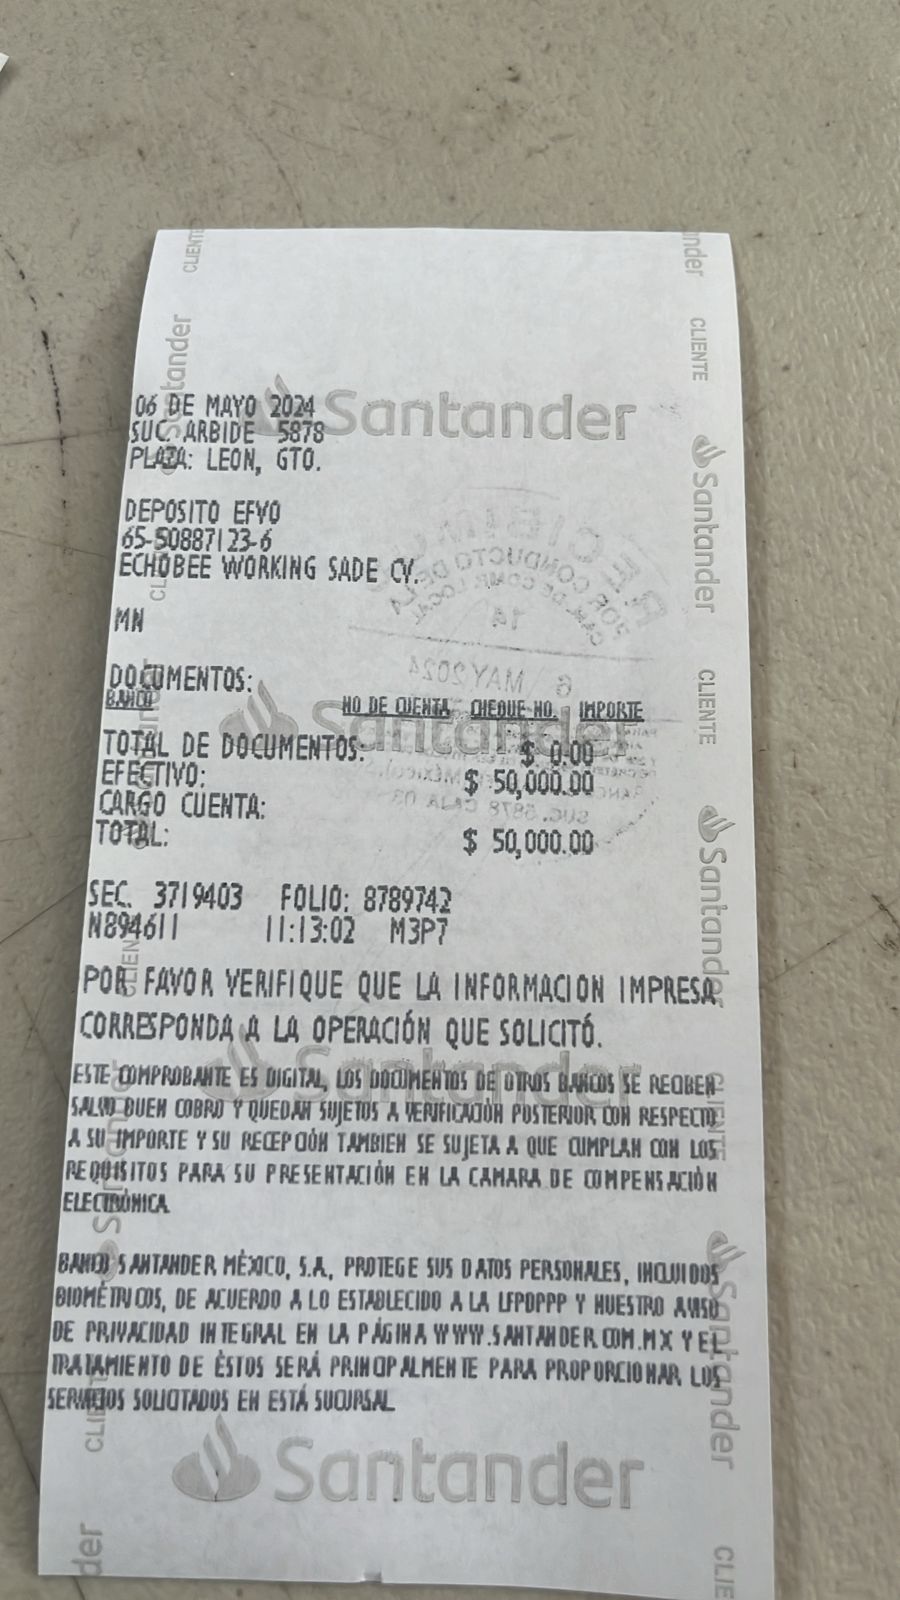 Santander
06 DE MAYO 2024
SUC. ARBIDE 5878
PLAZA: LEON, GTO.
DEPOSITO EFVO
65-50887123-6
ECHOBEE WORKING SADE CV.
MN
DOCUMENTOS:
BANCO NO DE CUENTA CHEQUE NO. IMPORTE
TOTAL DE DOCUMENTOS: $ 0.00
EFECTIVO: $ 50,000.00
CARGO CUENTA:
TOTAL: $ 50,000.00
SEC. 3719403 FOLIO: 8789742
N894611 11:13:02 M3P7
POR FAVOR VERIFIQUE QUE LA INFORMACION IMPRESA
CORRESPONDA A LA OPERACIÓN QUE SOLICITÓ.
ESTE COMPROBANTE ES DIGITAL, LOS DOCUMENTOS DE OTROS BANCOS SE RECIBEN
SALVO BUEN COBRO Y QUEDAN SUJETOS A VERIFICACIÓN POSTERIOR CON RESPECTO
A SU IMPORTE Y SU RECEPCIÓN TAMBIEN SE SUJETA A QUE CUMPLAN CON LOS
REQUISITOS PARA SU PRESENTACIÓN EN LA CAMARA DE COMPENSACIÓN
ELECTRÓNICA.
BANCO SANTANDER MÉXICO, S.A., PROTEGE SUS DATOS PERSONALES, INCLUIDOS
BIOMÉTRICOS, DE ACUERDO A LO ESTABLECIDO A LA LFPDPPP Y NUESTRO AVISO
DE PRIVACIDAD INTEGRAL EN LA PÁGINA WWW.SANTANDER.COM.MX Y EL
TRATAMIENTO DE ÉSTOS SERÁ PRINCIPALMENTE PARA PROPORCIONAR LOS
SERVICIOS SOLICITADOS EN ESTÁ SUCURSAL.
Santander